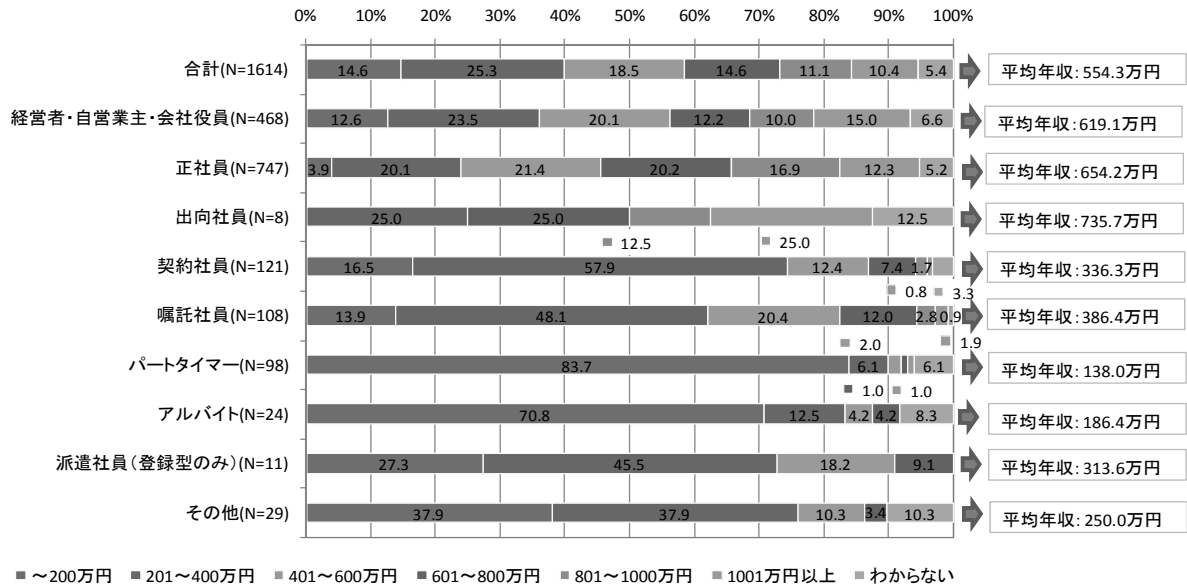 0% 10% 20% 30% 40% 50% 60% 70% 80% 90% 100%
合計(N=1614) 14.6 25.3 18.5 14.6 11.1 10.4 5.4 平均年収:554.3万円
経営者・自営業主・会社役員(N=468) 12.6 23.5 20.1 12.2 10.0 15.0 6.6 平均年収:619.1万円
正社員(N=747) 3.9 20.1 21.4 20.2 16.9 12.3 5.2 平均年収:654.2万円
出向社員(N=8) 25.0 25.0 12.5 平均年収:735.7万円
12.5 25.0
契約社員(N=121) 16.5 57.9 12.4 7.4 1.7 平均年収:336.3万円
0.8 3.3
嘱託社員(N=108) 13.9 48.1 20.4 12.0 2.8 0.9 平均年収:386.4万円
2.0 1.9
パートタイマー(N=98) 83.7 6.1 6.1 平均年収:138.0万円
1.0 1.0
アルバイト(N=24) 70.8 12.5 4.2 4.2 8.3 平均年収:186.4万円
派遣社員(登録型のみ)(N=11) 27.3 45.5 18.2 9.1 平均年収:313.6万円
その他(N=29) 37.9 37.9 10.3 3.4 10.3 平均年収:250.0万円
～200万円 201～400万円 401～600万円 601～800万円 801～1000万円 1001万円以上 わからない